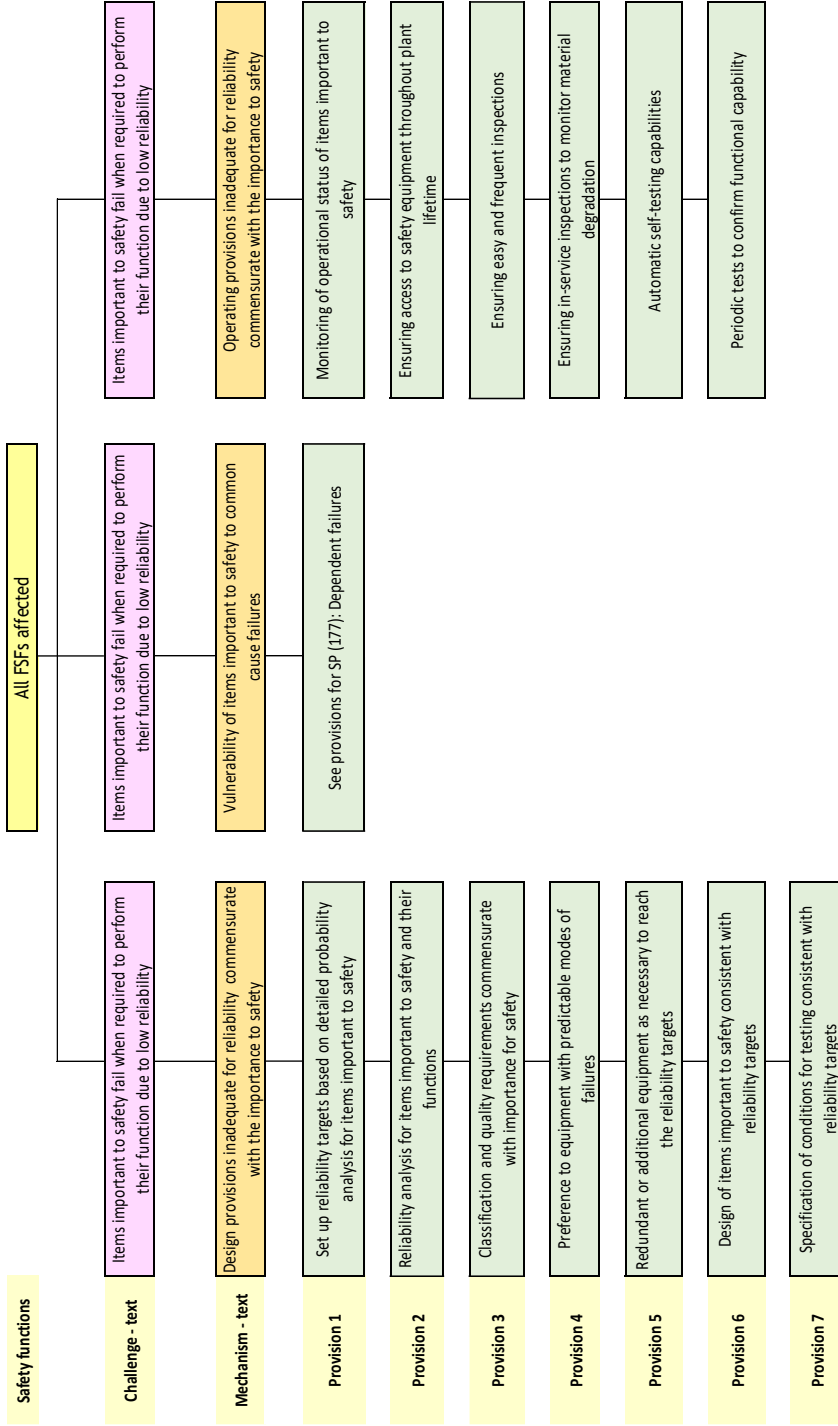 Safety functions
All FSFs affected
Challenge - text
Items important to safety fail when required to perform
their function due to low reliability
Items important to safety fail when required to perform
their function due to low reliability
Items important to safety fail when required to perform
their function due to low reliability
Mechanism - text
Design provisions inadequate for reliability commensurate
with the importance to safety
Vulnerability of items important to safety to common
cause failures
Operating provisions inadequate for reliability
commensurate with the importance to safety
Provision 1
Set up reliability targets based on detailed probability
analysis for items important to safety
See provisions for SP (177): Dependent failures
Monitoring of operational status of items important to
safety
Provision 2
Reliability analysis for items important to safety and their
functions
Ensuring access to safety equipment throughout plant
lifetime
Provision 3
Classification and quality requirements commensurate
with importance for safety
Ensuring easy and frequent inspections
Provision 4
Preference to equipment with predictable modes of
failures
Ensuring in-service inspections to monitor material
degradation
Provision 5
Redundant or additional equipment as necessary to reach
the reliability targets
Automatic self-testing capabilities
Provision 6
Design of items important to safety consistent with
reliability targets
Periodic tests to confirm functional capability
Provision 7
Specification of conditions for testing consistent with
reliability targets